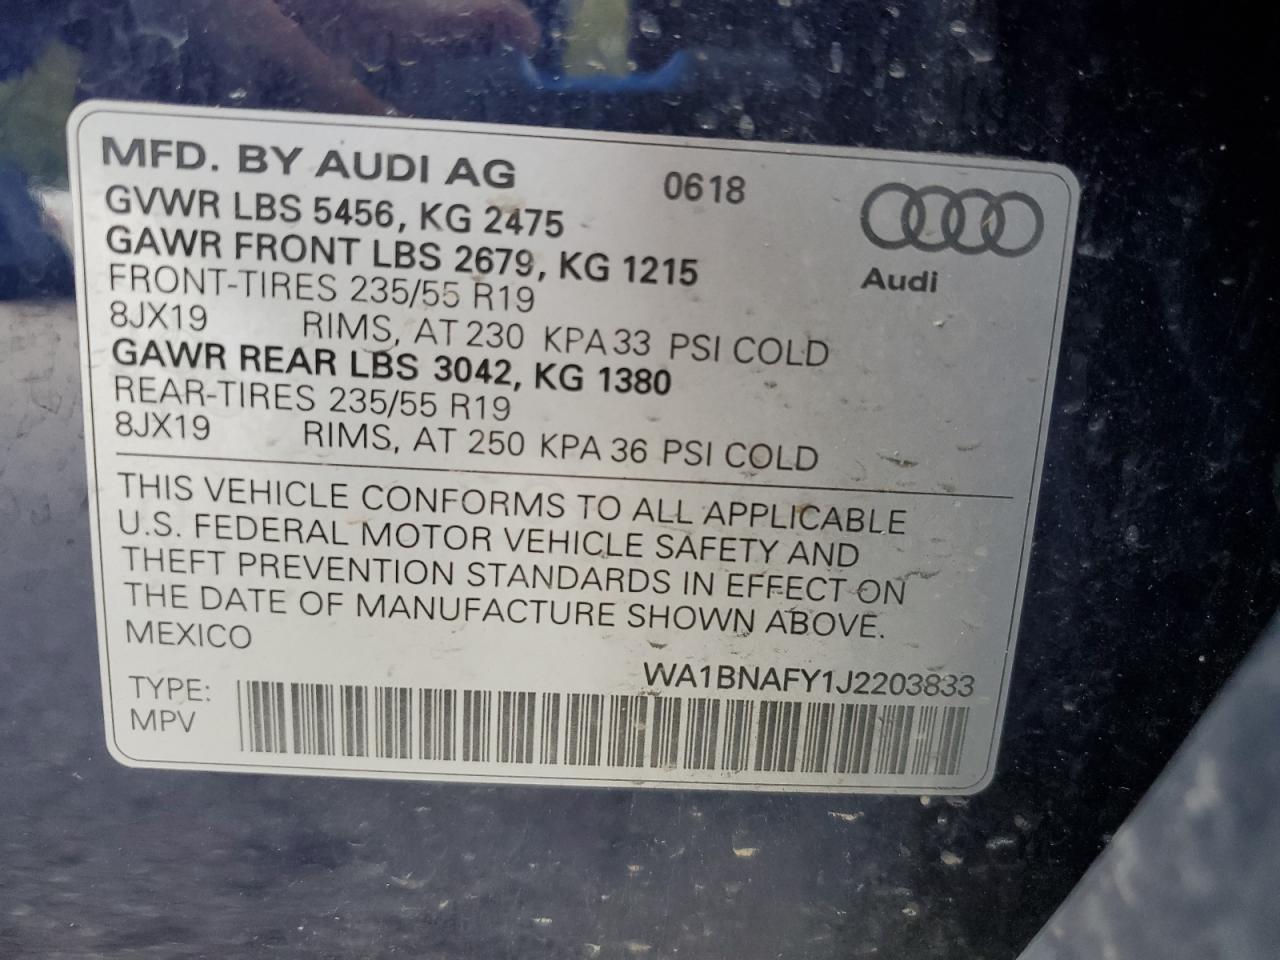 MFD. BY AUDI AG 0618
GVWR LBS 5456, KG 2475
GAWR FRONT LBS 2679, KG 1215
FRONT-TIRES 235/55 R19
8JX19 RIMS, AT 230 KPA 33 PSI COLD
GAWR REAR LBS 3042, KG 1380
REAR-TIRES 235/55 R19
8JX19 RIMS, AT 250 KPA 36 PSI COLD
Audi
THIS VEHICLE CONFORMS TO ALL APPLICABLE
U.S. FEDERAL MOTOR VEHICLE SAFETY AND
THEFT PREVENTION STANDARDS IN EFFECT ON
THE DATE OF MANUFACTURE SHOWN ABOVE.
MEXICO
WA1BNAFY1J2203833
TYPE:
MPV